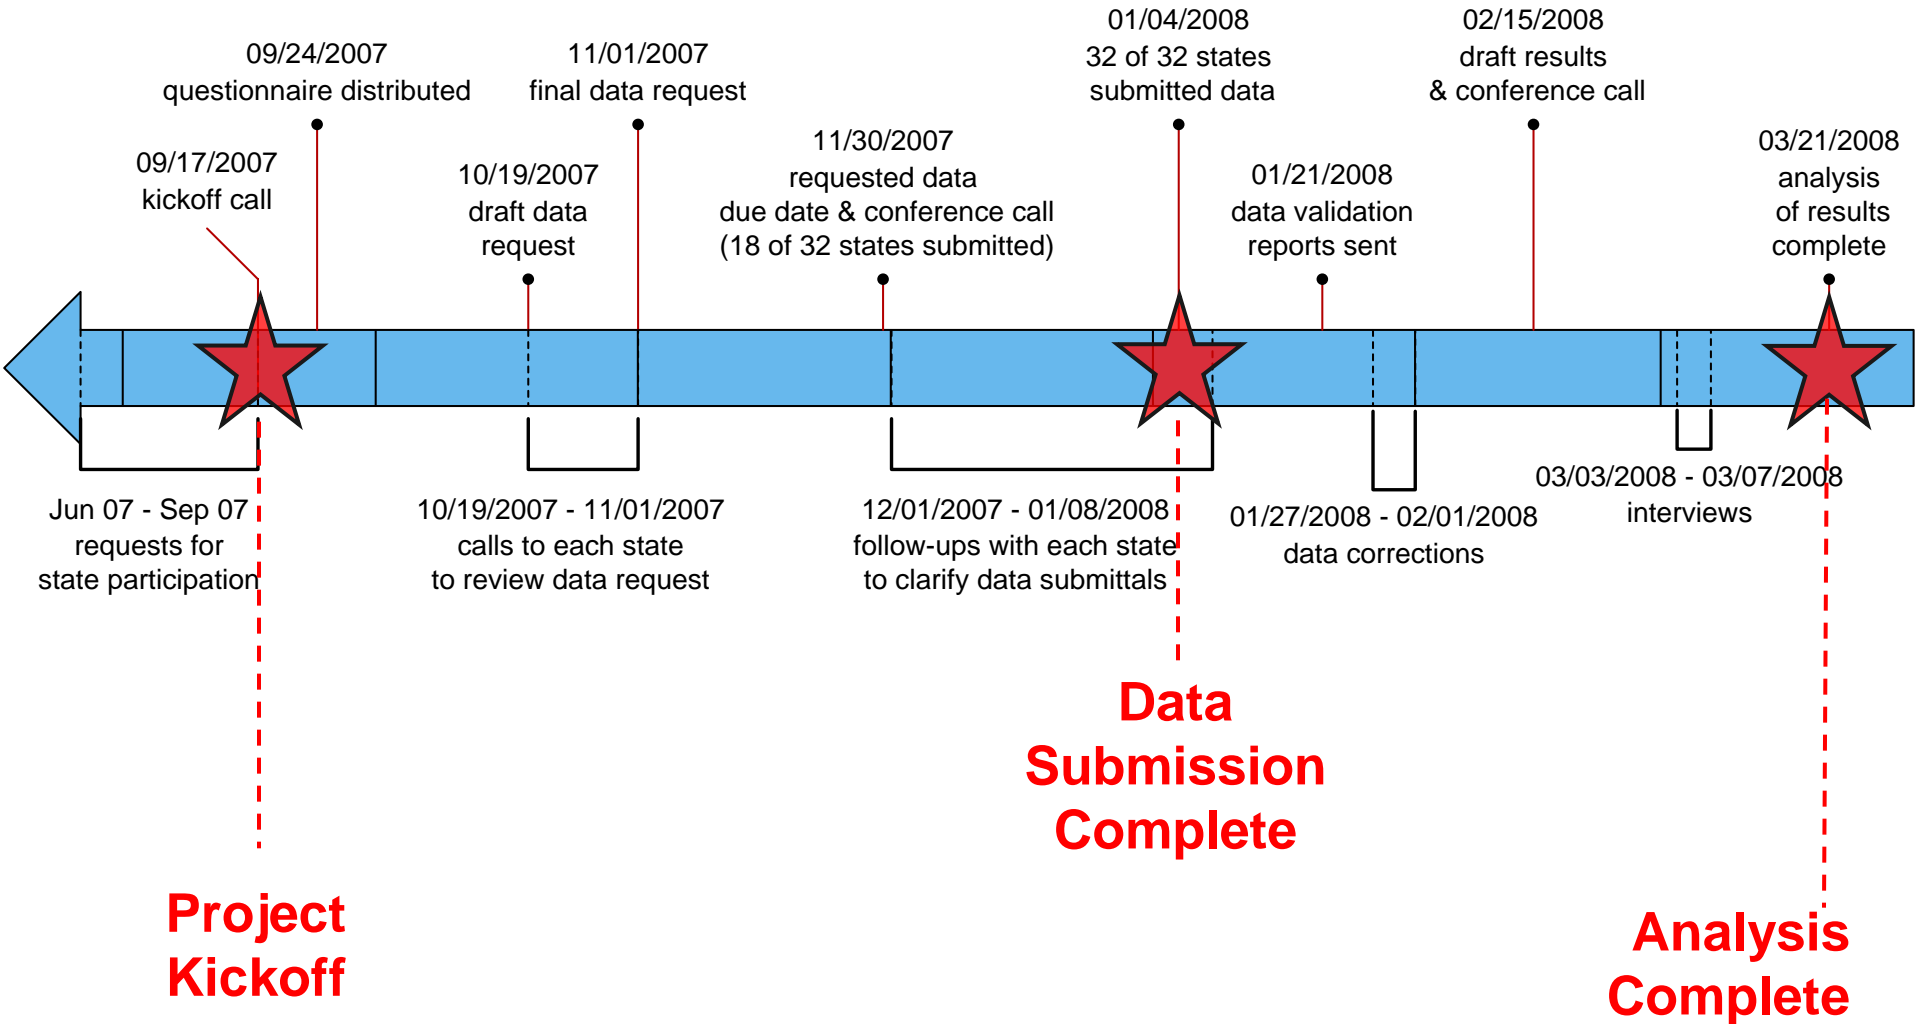 09/24/2007
questionnaire distributed
11/01/2007
final data request
01/04/2008
32 of 32 states
submitted data
02/15/2008
draft results
& conference call
09/17/2007
kickoff call
10/19/2007
draft data
request
11/30/2007
requested data
due date & conference call
(18 of 32 states submitted)
01/21/2008
data validation
reports sent
03/21/2008
analysis
of results
complete
Jun 07 - Sep 07
requests for
state participation
10/19/2007 - 11/01/2007
calls to each state
to review data request
12/01/2007 - 01/08/2008
follow-ups with each state
to clarify data submittals
01/27/2008 - 02/01/2008
data corrections
03/03/2008 - 03/07/2008
interviews
Project
Kickoff
Data
Submission
Complete
Analysis
Complete